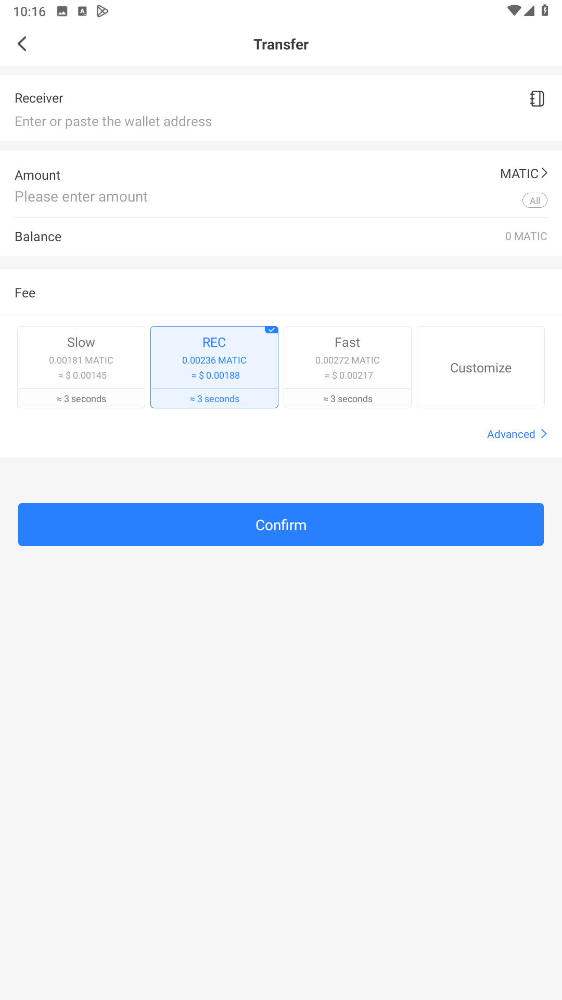 10:16
Transfer
Receiver
Enter or paste the wallet address
Amount
MATIC
Please enter amount
All
Balance
0 MATIC
Fee
Slow
0.00181 MATIC
≈ $ 0.00145
≈ 3 seconds
REC
0.00236 MATIC
≈ $ 0.00188
≈ 3 seconds
Fast
0.00272 MATIC
≈ $ 0.00217
≈ 3 seconds
Customize
Advanced
Confirm